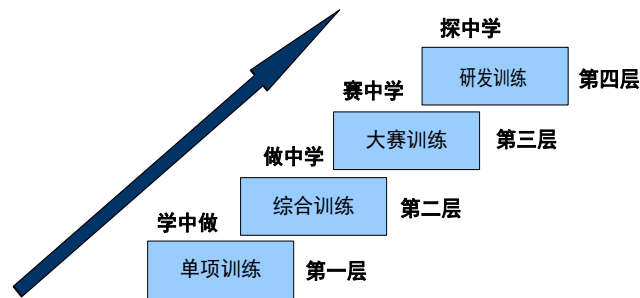 探中学
研发训练 第四层
赛中学
大赛训练 第三层
做中学
综合训练 第二层
学中做
单项训练 第一层